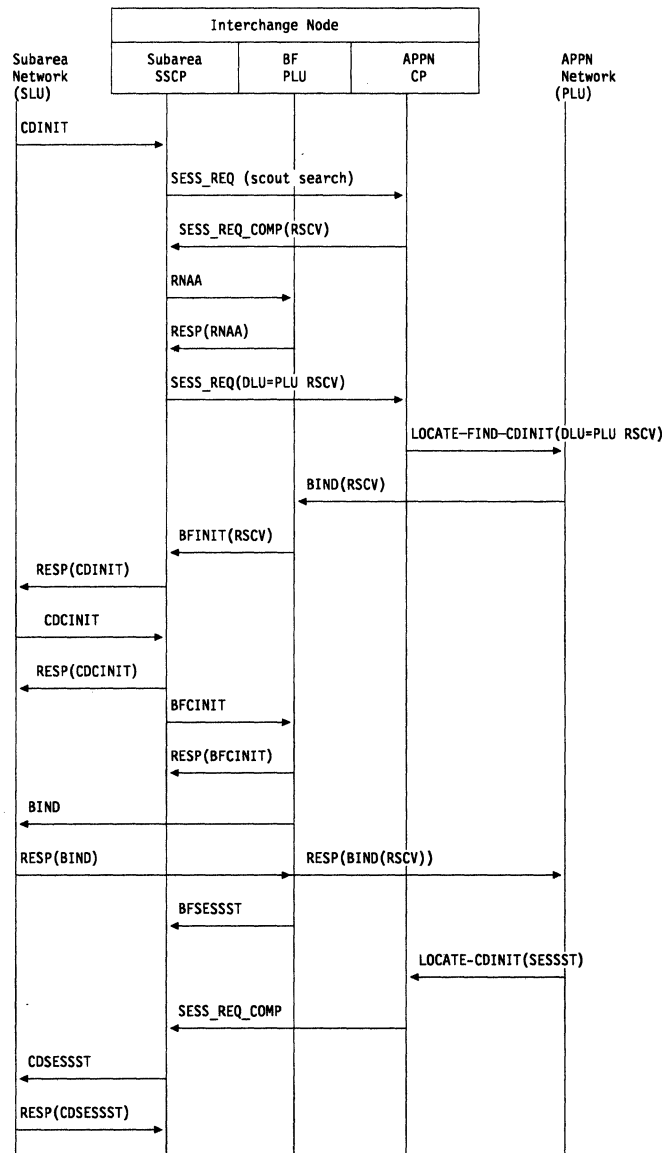 Interchange Node
Subarea Network (SLU)
Subarea SSCP
BF PLU
APPN CP
APPN Network (PLU)
CDINIT
SESS_REQ (scout search)
SESS_REQ_COMP(RSCV)
RNAA
RESP(RNAA)
SESS_REQ(DLU=PLU RSCV)
LOCATE—FIND—CDINIT(DLU=PLU RSCV)
BIND(RSCV)
BFINIT(RSCV)
RESP(CDINIT)
CDCINIT
RESP(CDCINIT)
BFCINIT
RESP(BFCINIT)
BIND
RESP(BIND)
RESP(BIND(RSCV))
BFSESSST
LOCATE-CDINIT(SESSST)
SESS_REQ_COMP
CDSESSST
RESP(CDSESSST)